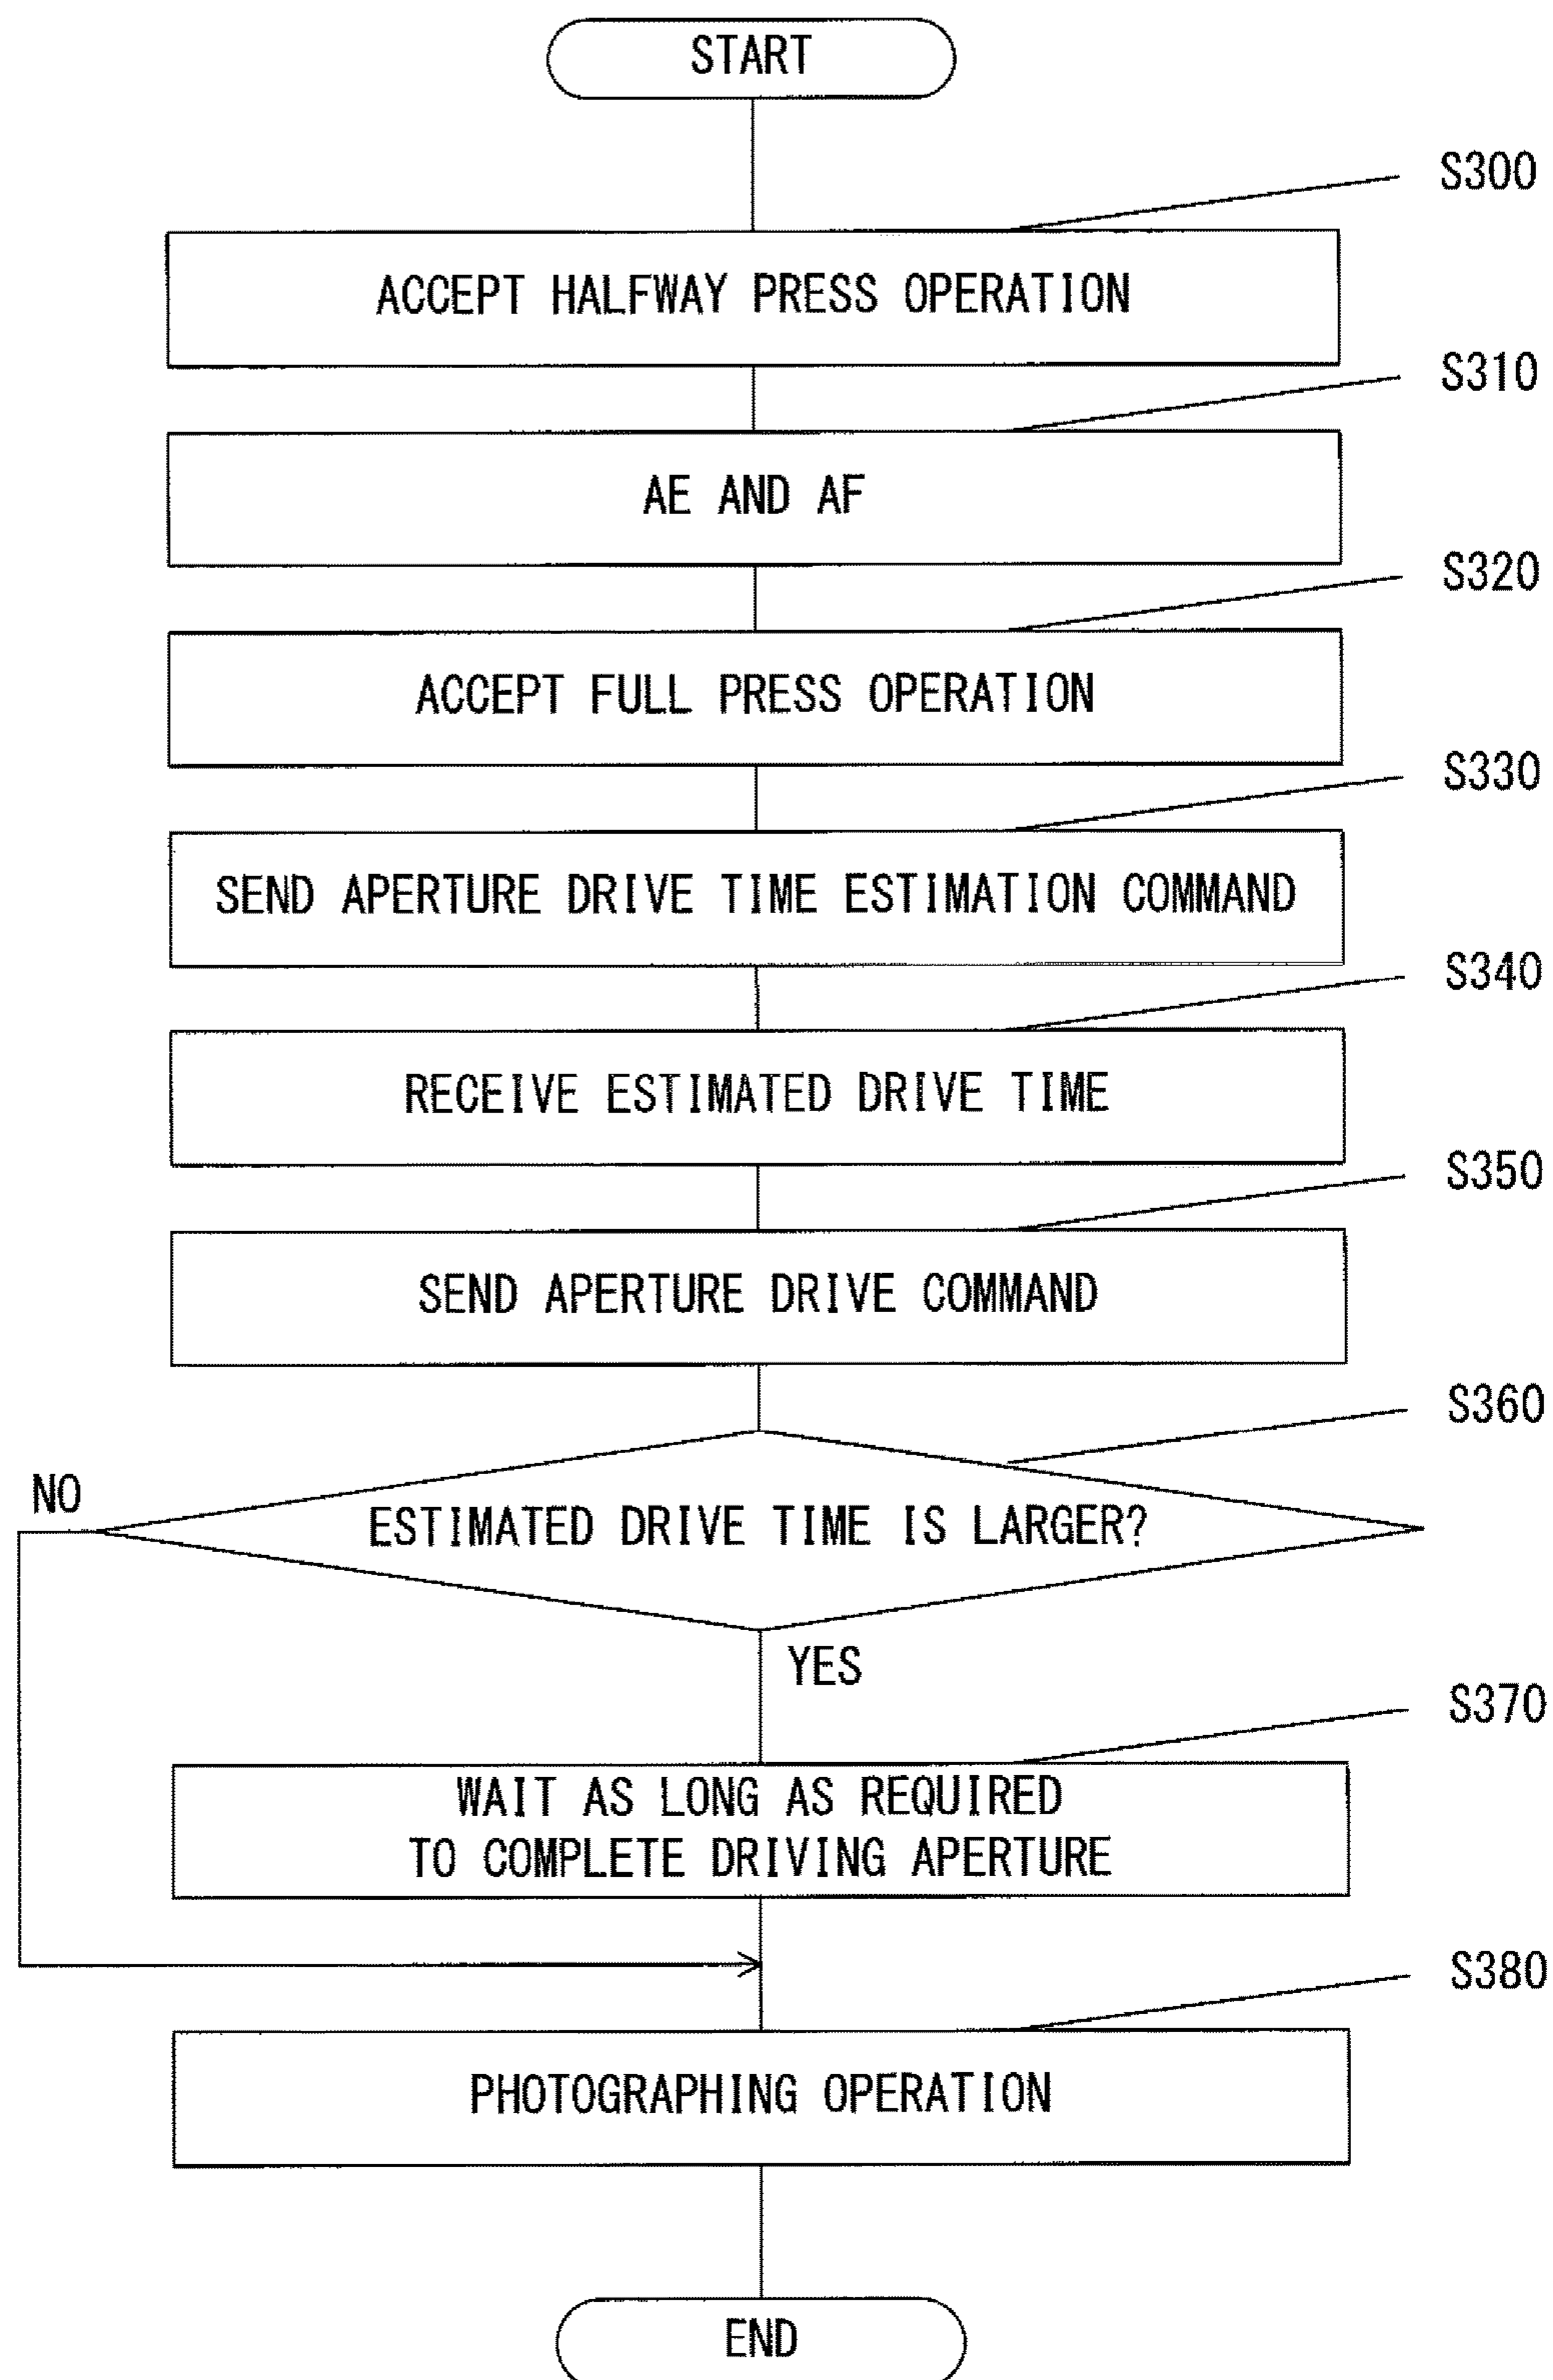 START
S300
ACCEPT HALFWAY PRESS OPERATION
S310
AE AND AF
S320
ACCEPT FULL PRESS OPERATION
S330
SEND APERTURE DRIVE TIME ESTIMATION COMMAND
S340
RECEIVE ESTIMATED DRIVE TIME
S350
SEND APERTURE DRIVE COMMAND
S360
NO
ESTIMATED DRIVE TIME IS LARGER?
YES
S370
WAIT AS LONG AS REQUIRED
TO COMPLETE DRIVING APERTURE
S380
PHOTOGRAPHING OPERATION
END